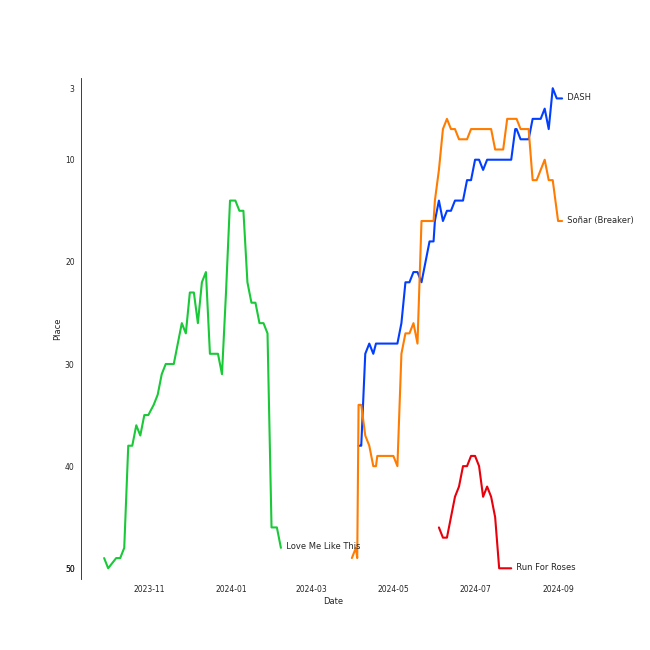 3
DASH
10
Soñar (Breaker)
20
Place
30
40
Love Me Like This
50
Run For Roses
2023-11
2024-01
2024-03
2024-05
2024-07
2024-09
Date